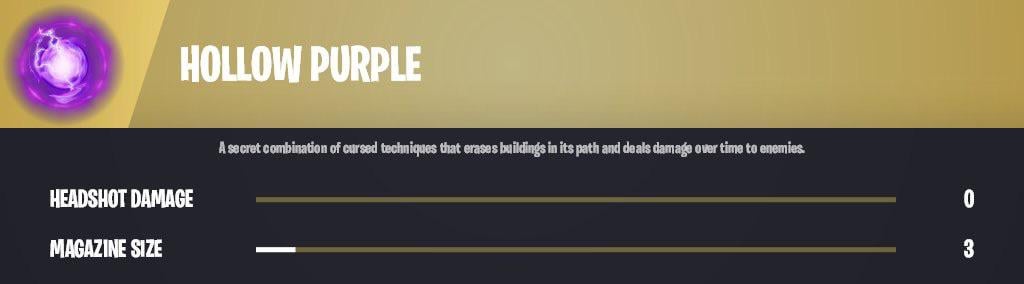 HOLLOW PURPLE
A secret combination of cursed techniques that erases buildings in its path and deals damage over time to enemies.
HEADSHOT DAMAGE 0
MAGAZINE SIZE 3